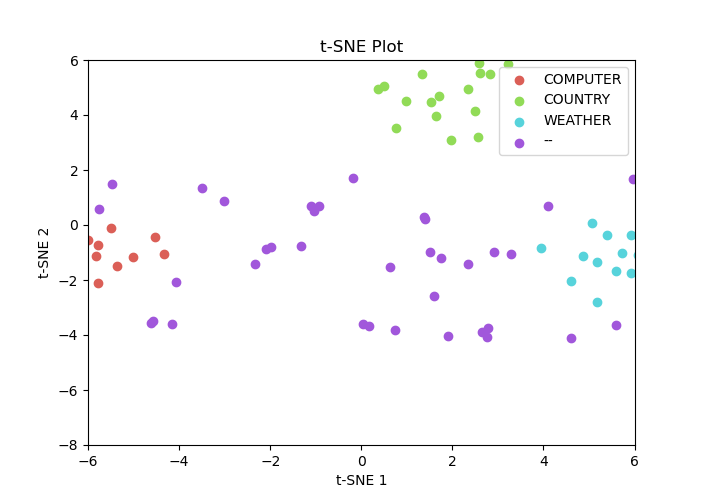 t-SNE Plot
COMPUTER
COUNTRY
WEATHER
--
6
4
2
0
−2
−4
−6
−8
t-SNE 2
−6 −4 −2 0 2 4 6
t-SNE 1